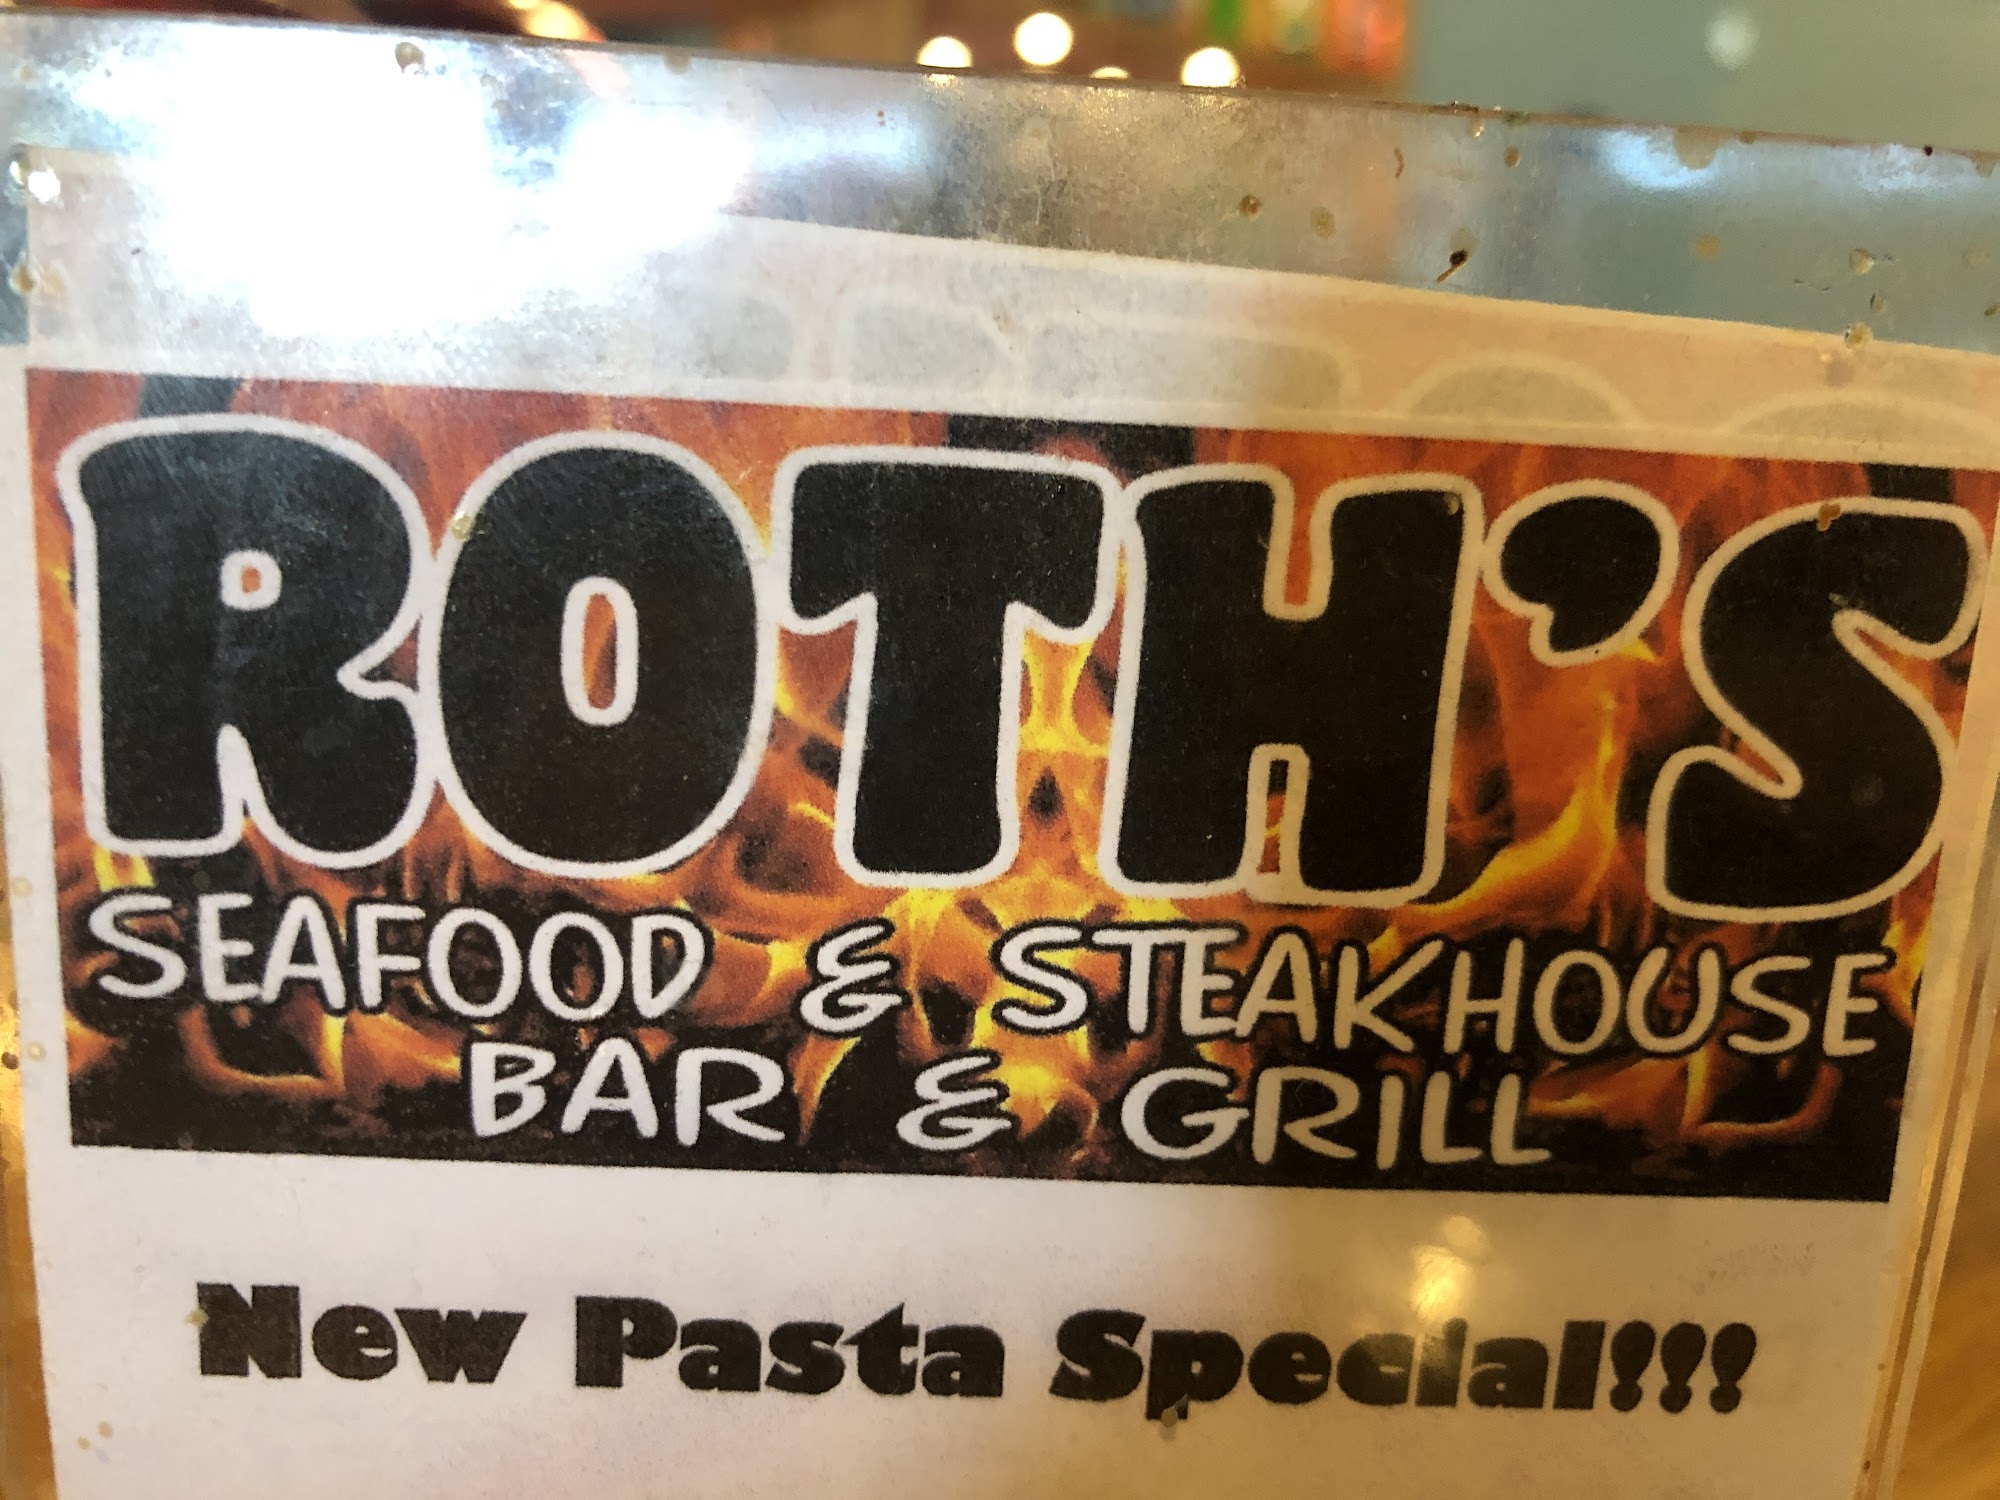 ROTH'S
SEAFOOD & STEAKHOUSE
BAR & GRILL
New Pasta Special!!!